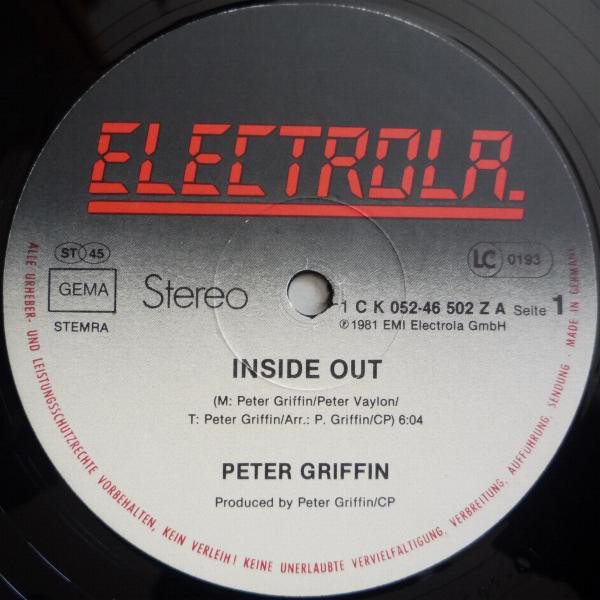 ELECTROLA.
ST 45
LC 0193
GEMA
Stereo
1 C K 052-46 502 Z A Seite 1
STEMRA
℗1981 EMI Electrola GmbH
INSIDE OUT
(M: Peter Griffin/Peter Vaylon/
T: Peter Griffin/Arr.: P. Griffin/CP) 6:04
PETER GRIFFIN
Produced by Peter Griffin/CP
ALLE URHEBER- UND LEISTUNGSSCHUTZRECHTE VORBEHALTEN, KEIN VERLEIH! KEINE UNERLAUBTE VERVIELFÄLTIGUNG, VERBREITUNG, AUFFÜHRUNG, SENDUNG · MADE IN GERMANY